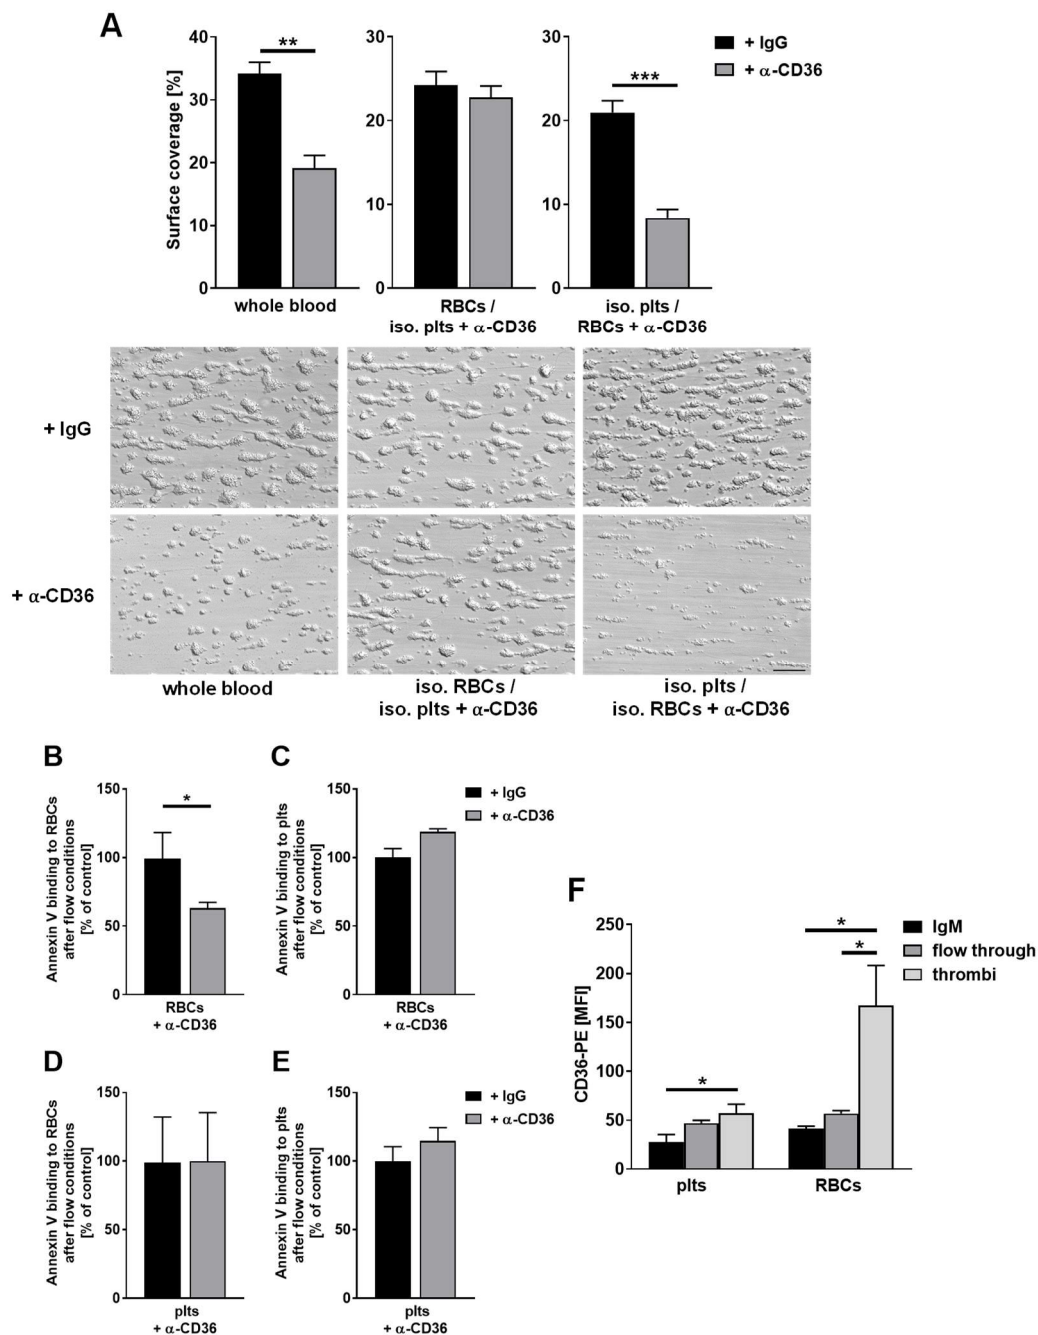 A
Surface coverage [%]
40
30
20
10
0
**
whole blood
30
20
10
0
RBCs /
iso. plts + α-CD36
30
20
10
0
***
iso. plts /
RBCs + α-CD36
+ IgG
+ α-CD36
+ IgG
+ α-CD36
whole blood
iso. RBCs /
iso. plts + α-CD36
iso. plts /
iso. RBCs + α-CD36
B
Annexin V binding to RBCs
after flow conditions
[% of control]
150
100
50
0
*
RBCs
+ α-CD36
C
Annexin V binding to plts
after flow conditions
[% of control]
150
100
50
0
RBCs
+ α-CD36
+ IgG
+ α-CD36
D
Annexin V binding to RBCs
after flow conditions
[% of control]
150
100
50
0
plts
+ α-CD36
E
Annexin V binding to plts
after flow conditions
[% of control]
150
100
50
0
plts
+ α-CD36
+ IgG
+ α-CD36
F
CD36-PE [MFI]
250
200
150
100
50
0
*
*
*
plts
RBCs
IgM
flow through
thrombi